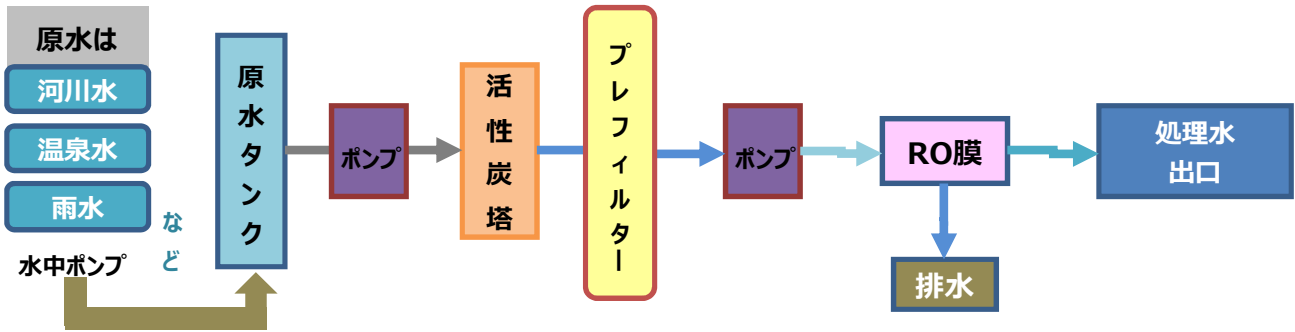 原水は
河川水
温泉水
雨水
など
水中ポンプ
原水タンク
ポンプ
活性炭塔
プレフィルター
ポンプ
RO膜
排水
処理水
出口